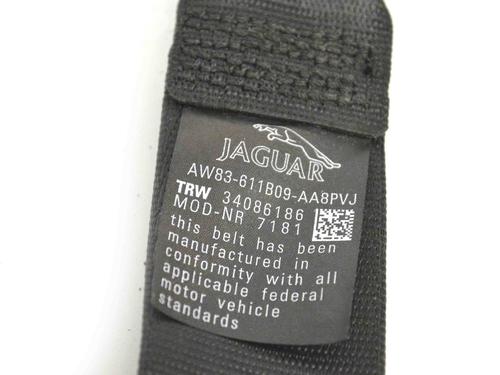 JAGUAR
AW83-611B09-AA8PVJ
TRW 34086186
MOD-NR 7181
this belt has been
manufactured in
conformity with all
applicable federal
motor vehicle
standards